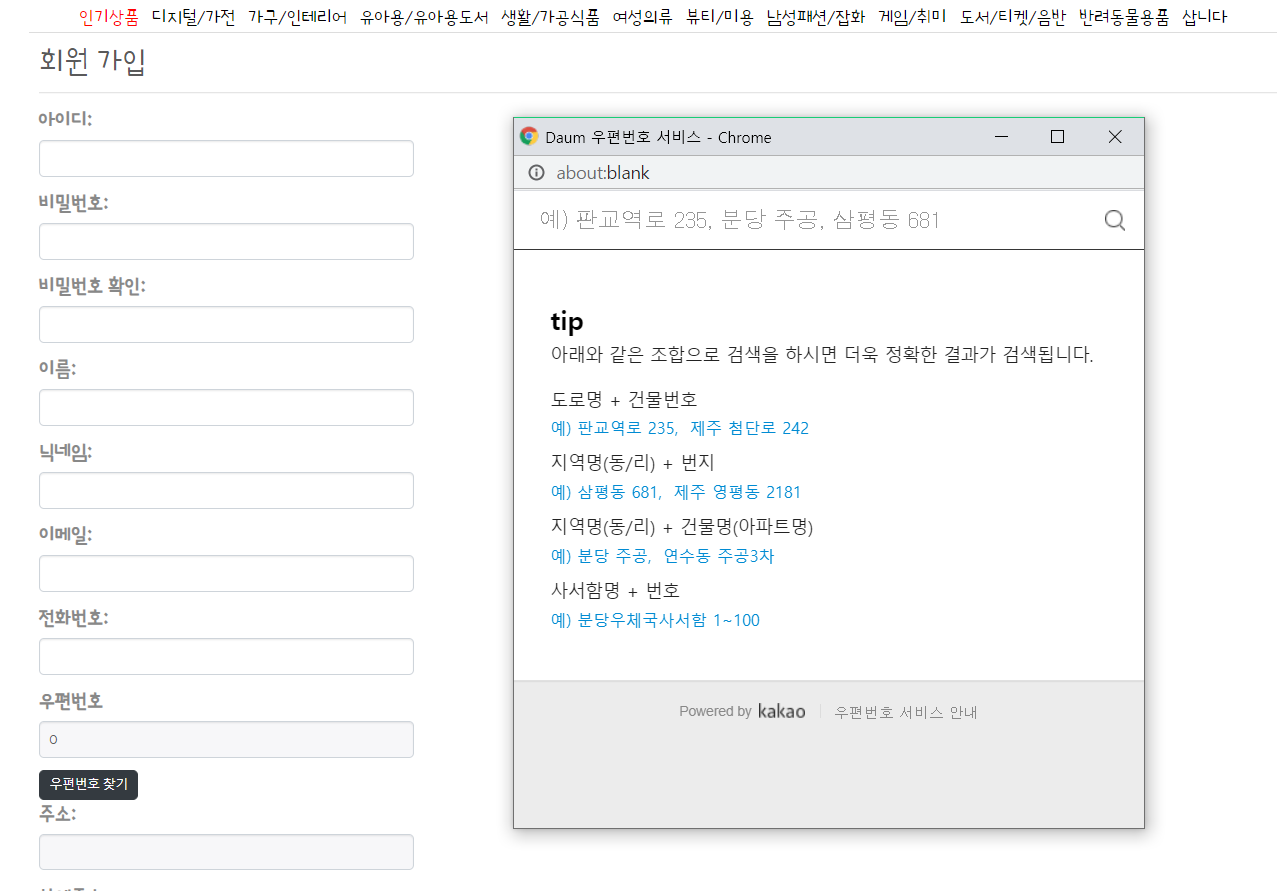 인기상품 디지털/가전 가구/인테리어 유아용/유아용도서 생활/가공식품 여성의류 뷰티/미용 남성패션/잡화 게임/취미 도서/티켓/음반 반려동물용품 삽니다
회원 가입
아이디:
비밀번호:
비밀번호 확인:
이름:
닉네임:
이메일:
전화번호:
우편번호
0
우편번호 찾기
주소:
Daum 우편번호 서비스 - Chrome
about:blank
예) 판교역로 235, 분당 주공, 삼평동 681
tip
아래와 같은 조합으로 검색을 하시면 더욱 정확한 결과가 검색됩니다.
도로명 + 건물번호
예) 판교역로 235, 제주 첨단로 242
지역명(동/리) + 번지
예) 삼평동 681, 제주 영평동 2181
지역명(동/리) + 건물명(아파트명)
예) 분당 주공, 연수동 주공3차
사서함명 + 번호
예) 분당우체국사서함 1~100
Powered by kakao 우편번호 서비스 안내